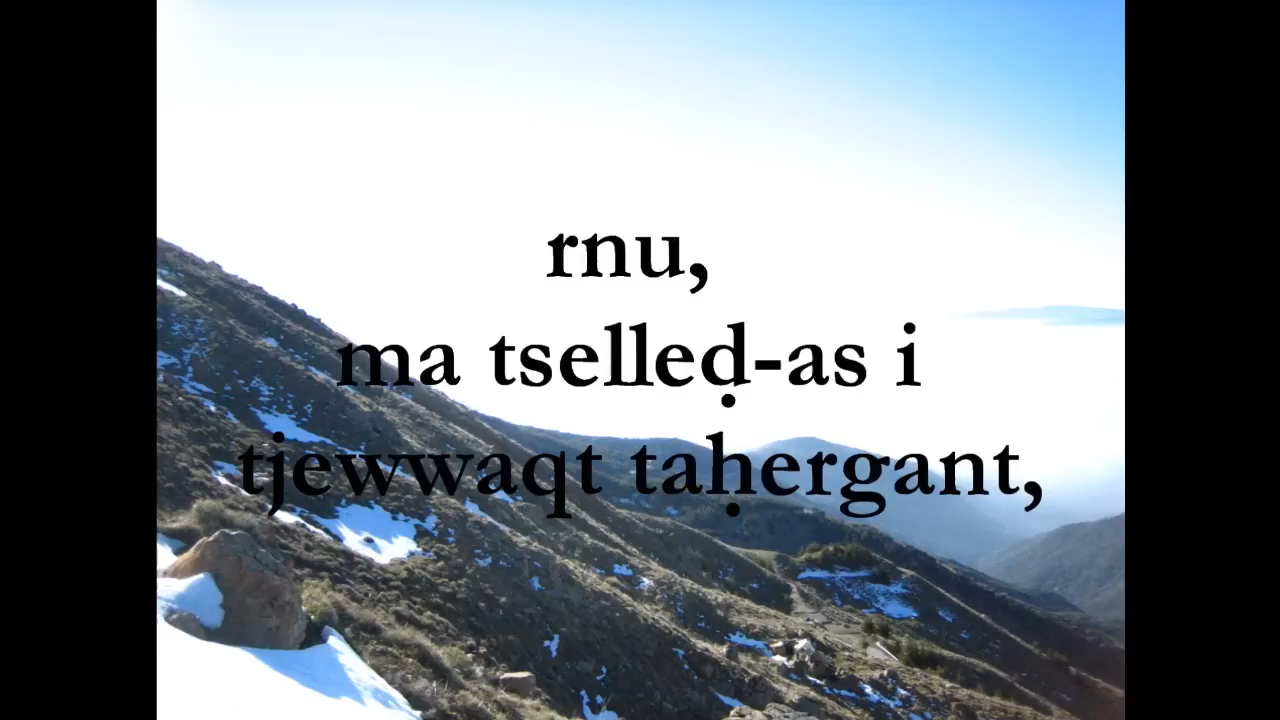 rnu,
ma tselleḍ-as i
tjewwaqt taḥergant,